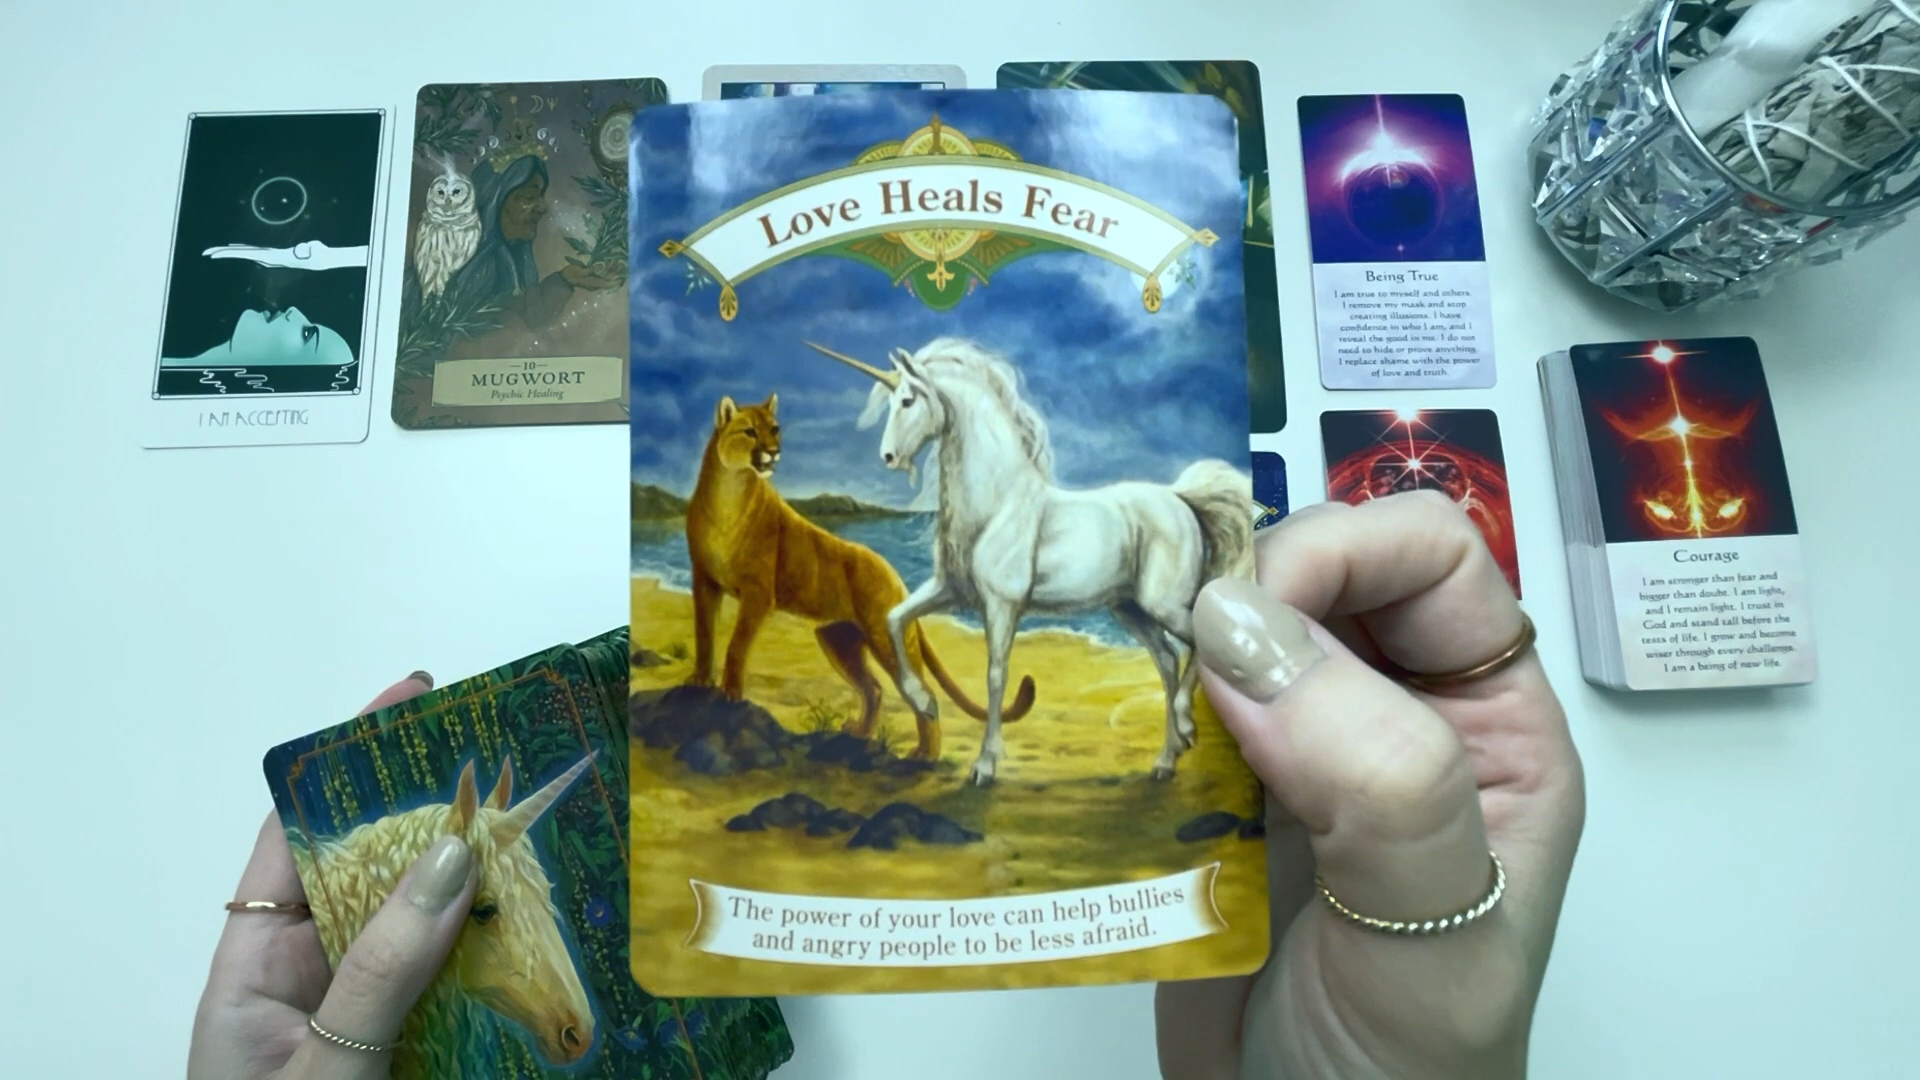 Love Heals Fear
The power of your love can help bullies
and angry people to be less afraid.
I AM ACCEPTING
10
MUGWORT
Psychic Healing
Being True
I am true to myself and others.
I remove my mask and stop
creating illusions. I have
confidence in who I am, and I
reveal the good in me. I do not
need to hide or prove anything.
I replace shame with the power
of love and truth.
Courage
I am stronger than fear and
bigger than doubt. I am light,
and I remain light. I trust in
God and stand tall before the
tests of life. I grow and become
wiser through every challenge.
I am a being of new life.